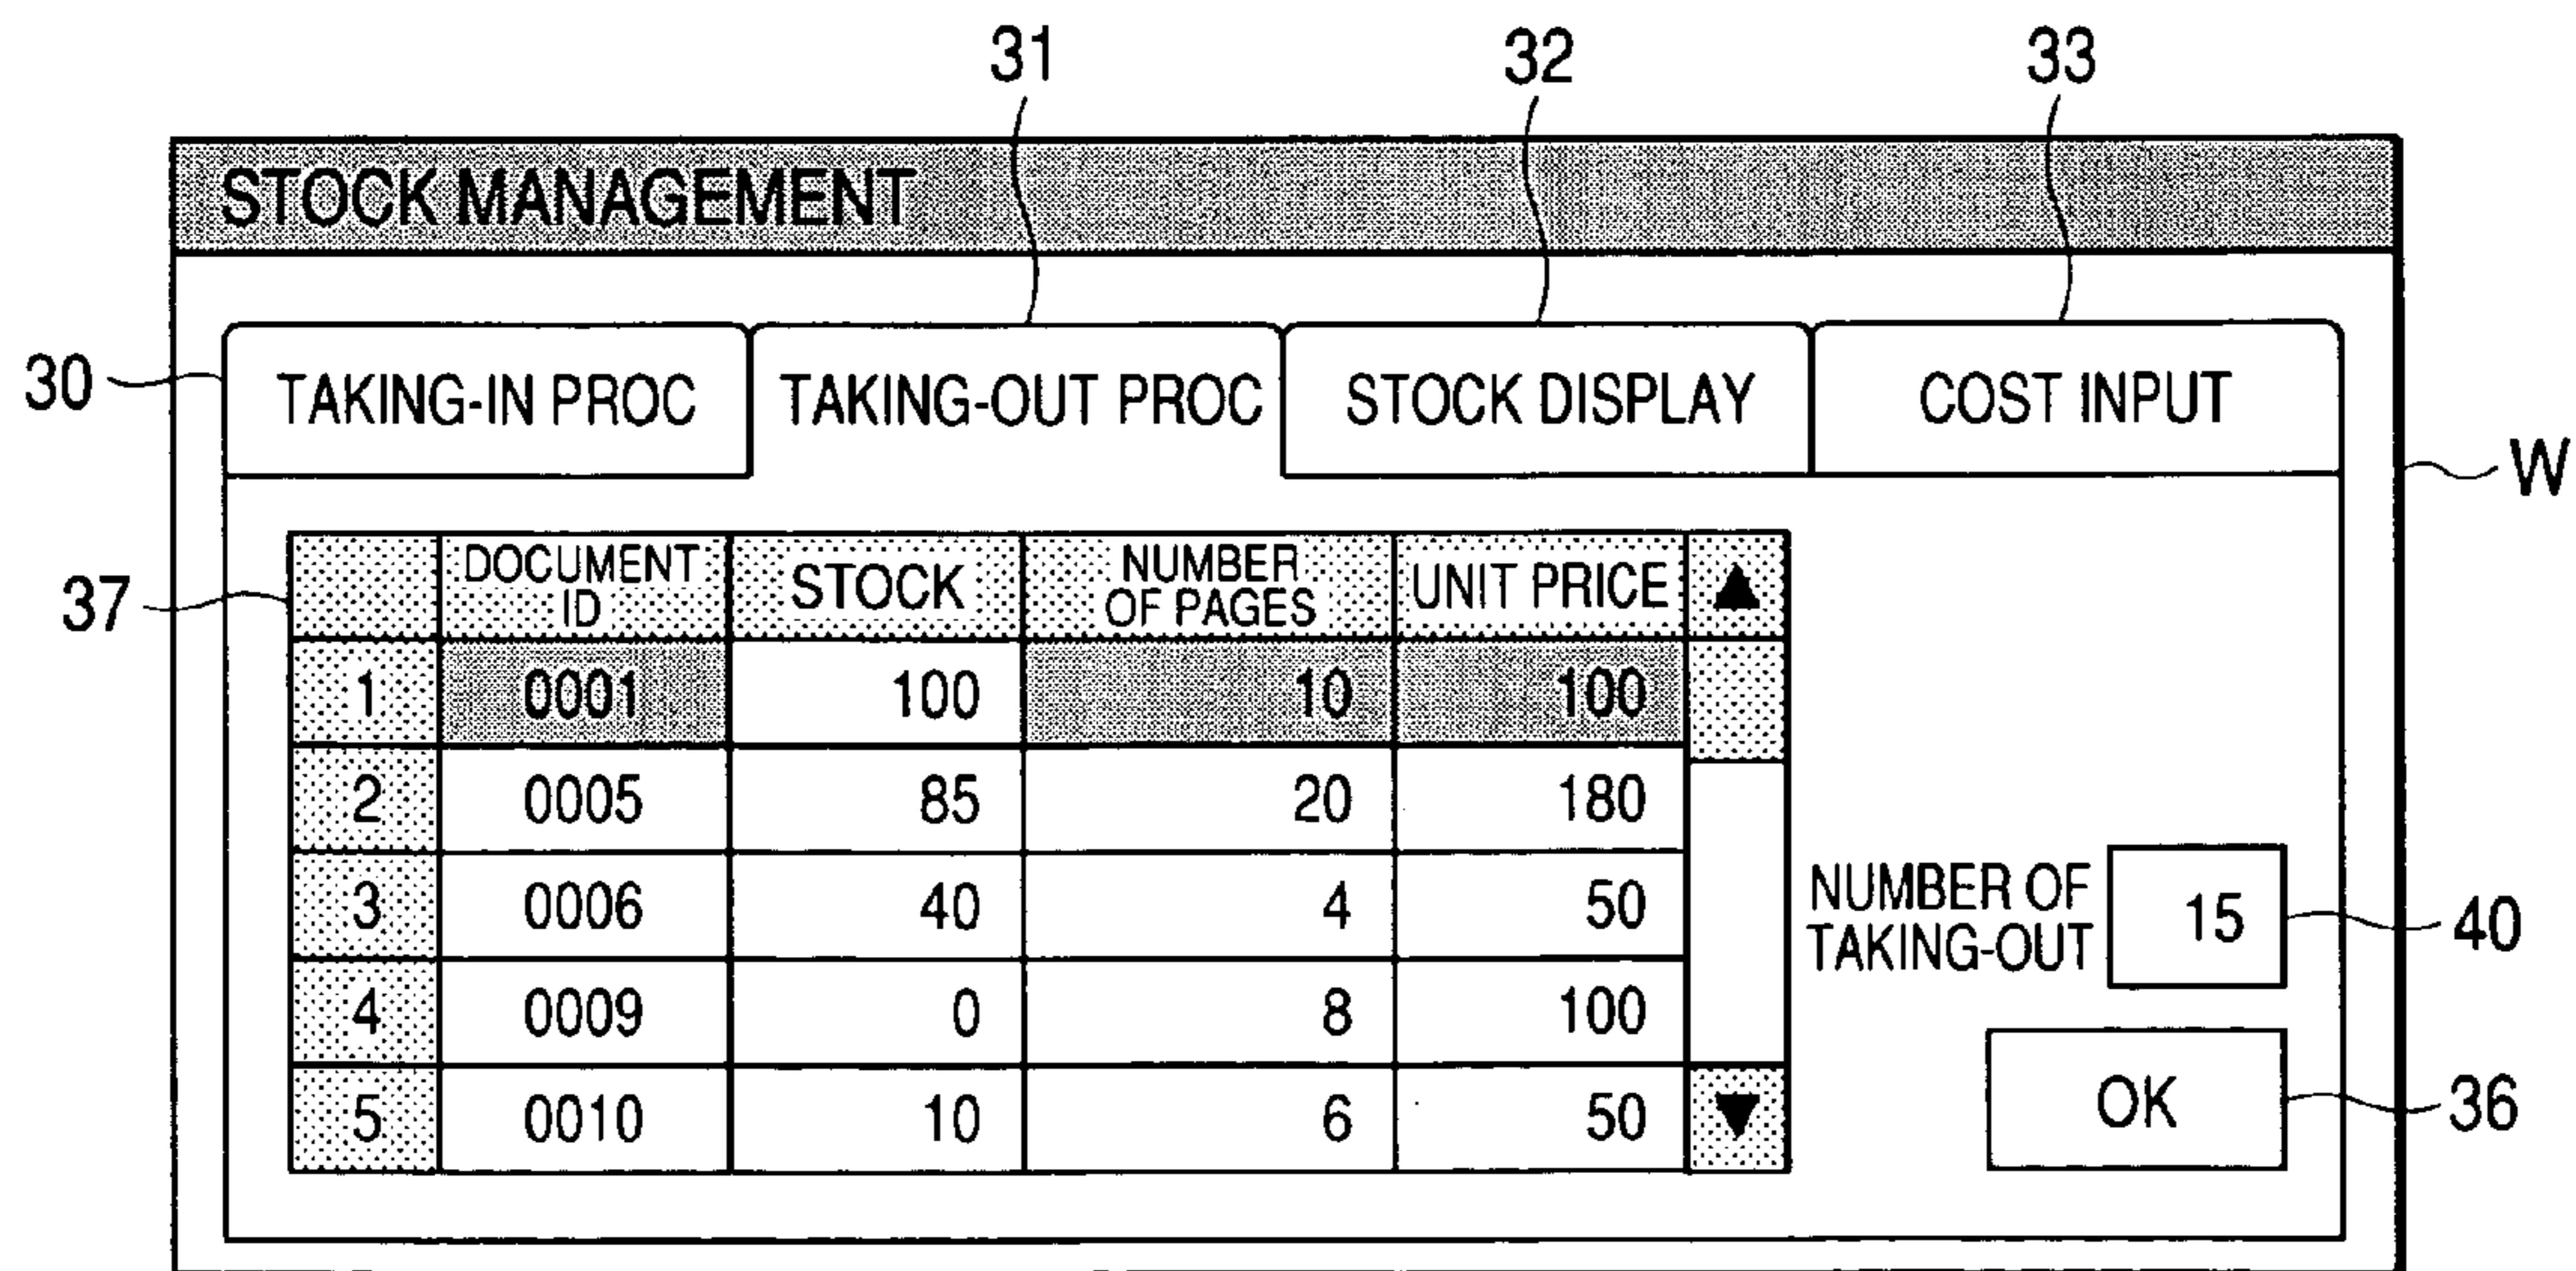 31 32 33
STOCK MANAGEMENT
30 TAKING-IN PROC TAKING-OUT PROC STOCK DISPLAY COST INPUT
W
37
DOCUMENT ID STOCK NUMBER OF PAGES UNIT PRICE ▲
1 0001 100 10 100
2 0005 85 20 180
3 0006 40 4 50
4 0009 0 8 100
5 0010 10 6 50 ▼
NUMBER OF
TAKING-OUT
15 40
OK 36